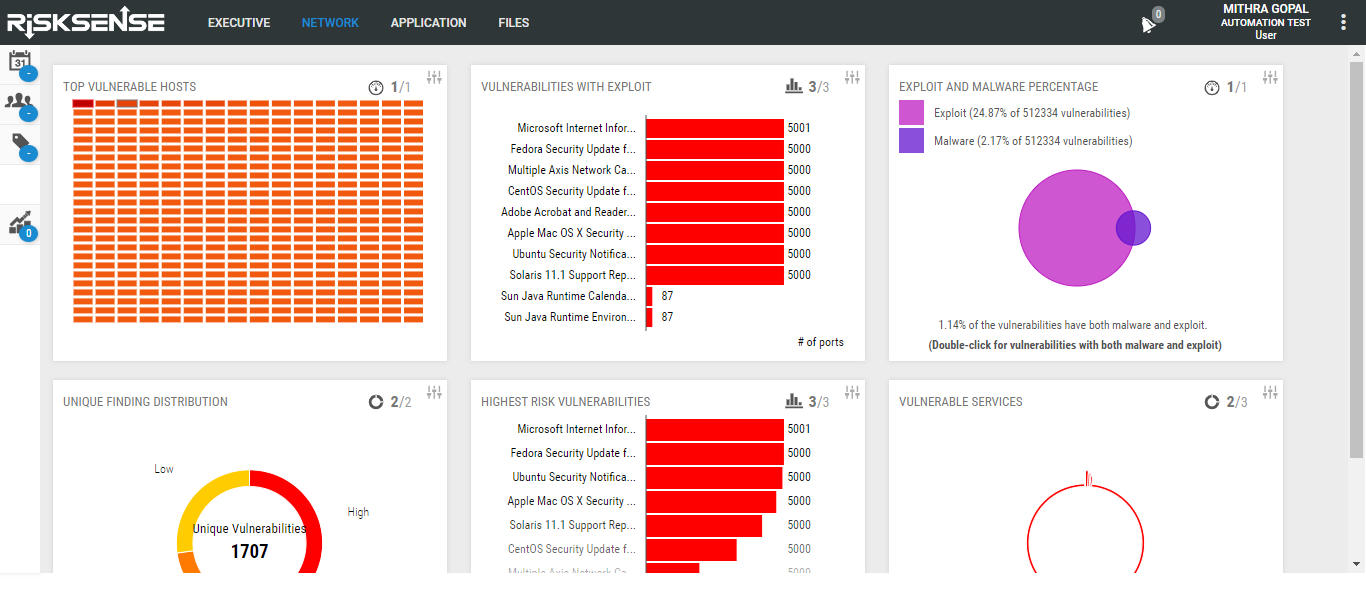 RiSKSENSE
EXECUTIVE
NETWORK
APPLICATION
FILES
0
MITHRA GOPAL
AUTOMATION TEST
User
31
-
-
-
0
TOP VULNERABLE HOSTS
1/1
VULNERABILITIES WITH EXPLOIT
3/3
Microsoft Internet Infor... 5001
Fedora Security Update f... 5000
Multiple Axis Network Ca... 5000
CentOS Security Update f... 5000
Adobe Acrobat and Reader... 5000
Apple Mac OS X Security ... 5000
Ubuntu Security Notifica... 5000
Solaris 11.1 Support Rep... 5000
Sun Java Runtime Calenda... 87
Sun Java Runtime Environ... 87
# of ports
EXPLOIT AND MALWARE PERCENTAGE
1/1
Exploit (24.87% of 512334 vulnerabilities)
Malware (2.17% of 512334 vulnerabilities)
1.14% of the vulnerabilities have both malware and exploit.
(Double-click for vulnerabilities with both malware and exploit)
UNIQUE FINDING DISTRIBUTION
2/2
Low
High
Unique Vulnerabilities
1707
HIGHEST RISK VULNERABILITIES
3/3
Microsoft Internet Infor... 5001
Fedora Security Update f... 5000
Ubuntu Security Notifica... 5000
Apple Mac OS X Security ... 5000
Solaris 11.1 Support Rep... 5000
CentOS Security Update f... 5000
Multiple Axis Network Ca... 5000
VULNERABLE SERVICES
2/3